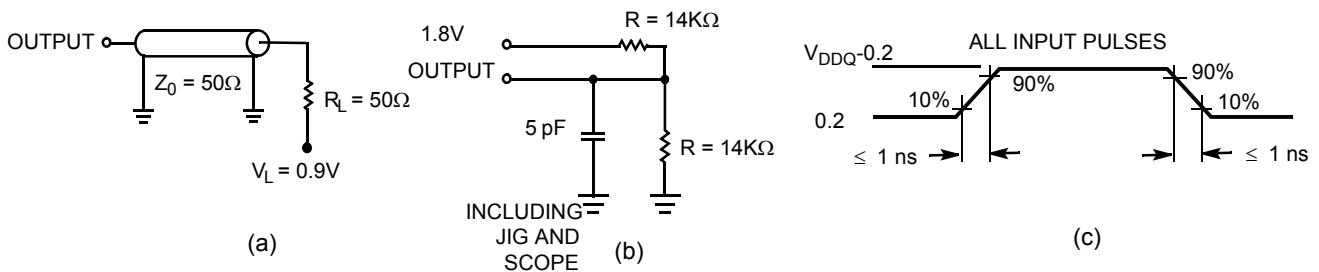 OUTPUT
Z0 = 50Ω
RL = 50Ω
VL = 0.9V
(a)
R = 14KΩ
1.8V
OUTPUT
5 pF
R = 14KΩ
INCLUDING
JIG AND
SCOPE
(b)
ALL INPUT PULSES
VDDQ-0.2
90%
90%
10%
10%
0.2
≤ 1 ns
≤ 1 ns
(c)